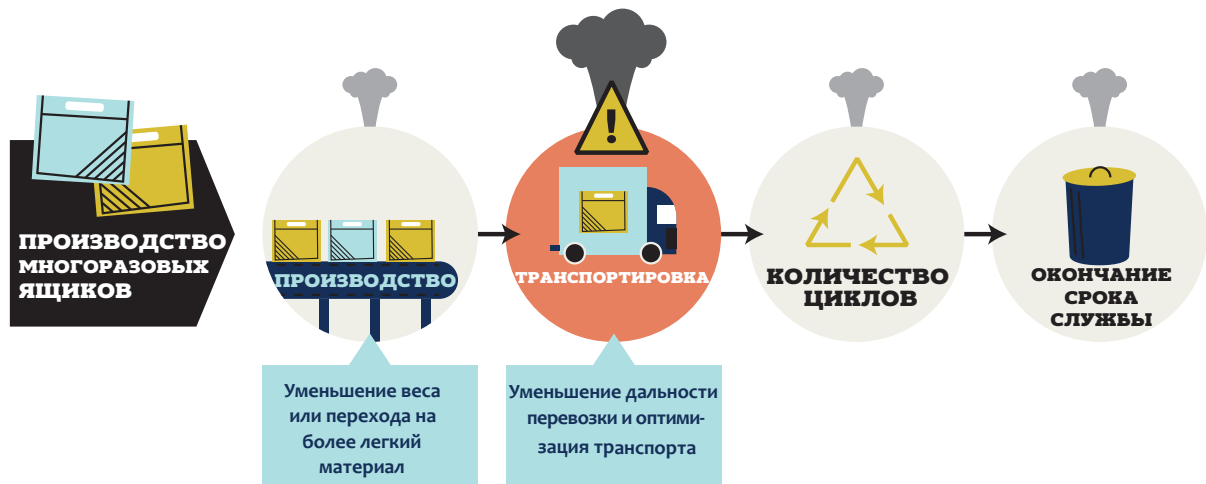 ПРОИЗВОДСТВО
МНОГОРАЗОВЫХ
ЯЩИКОВ
ПРОИЗВОДСТВО
Уменьшение веса
или перехода на
более легкий
материал
!
ТРАНСПОРТИРОВКА
Уменьшение дальности
перевозки и оптими-
зация транспорта
КОЛИЧЕСТВО
ЦИКЛОВ
ОКОНЧАНИЕ
СРОКА
СЛУЖБЫ